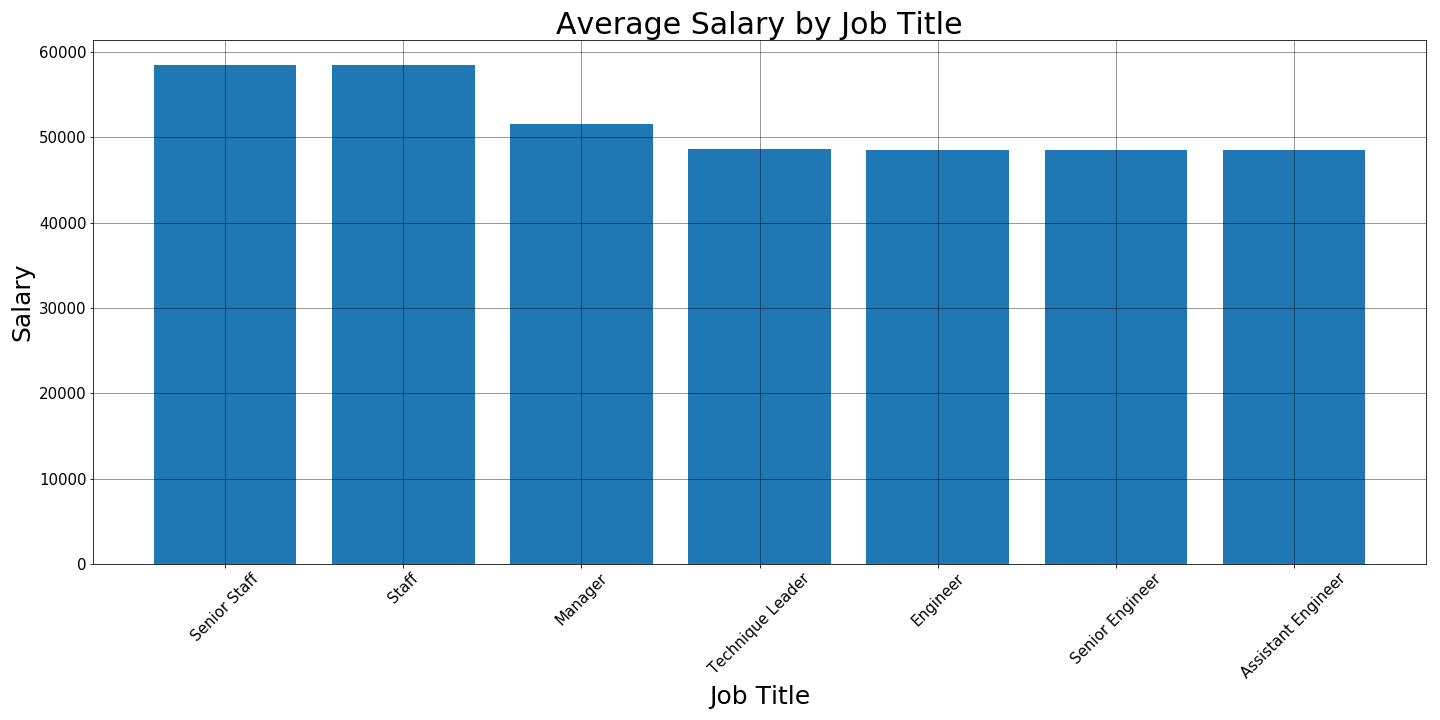 Average Salary by Job Title
Salary
60000
50000
40000
30000
20000
10000
0
Senior Staff
Staff
Manager
Technique Leader
Engineer
Senior Engineer
Assistant Engineer
Job Title